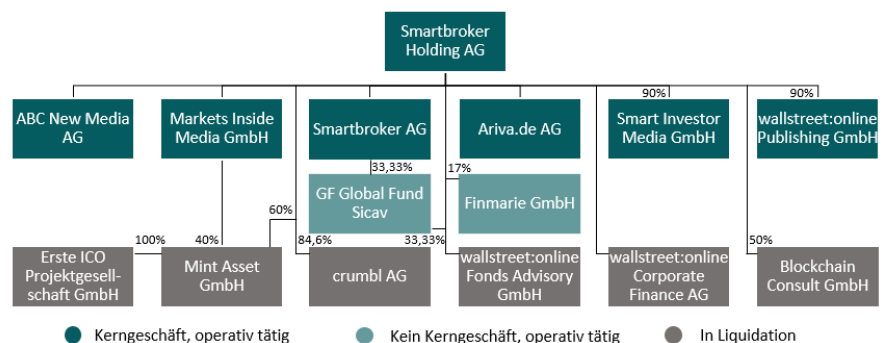 Smartbroker
Holding AG
90%
90%
ABC New Media
AG
Markets Inside
Media GmbH
Smartbroker AG
Ariva.de AG
Smart Investor
Media GmbH
wallstreet:online
Publishing GmbH
33,33%
17%
GF Global Fund
Sicav
Finmarie GmbH
60%
100%
40%
84,6%
33,33%
50%
Erste ICO
Projektgesell-
schaft GmbH
Mint Asset
GmbH
crumbl AG
wallstreet:online
Fonds Advisory
GmbH
wallstreet:online
Corporate
Finance AG
Blockchain
Consult GmbH
Kerngeschäft, operativ tätig
Kein Kerngeschäft, operativ tätig
In Liquidation